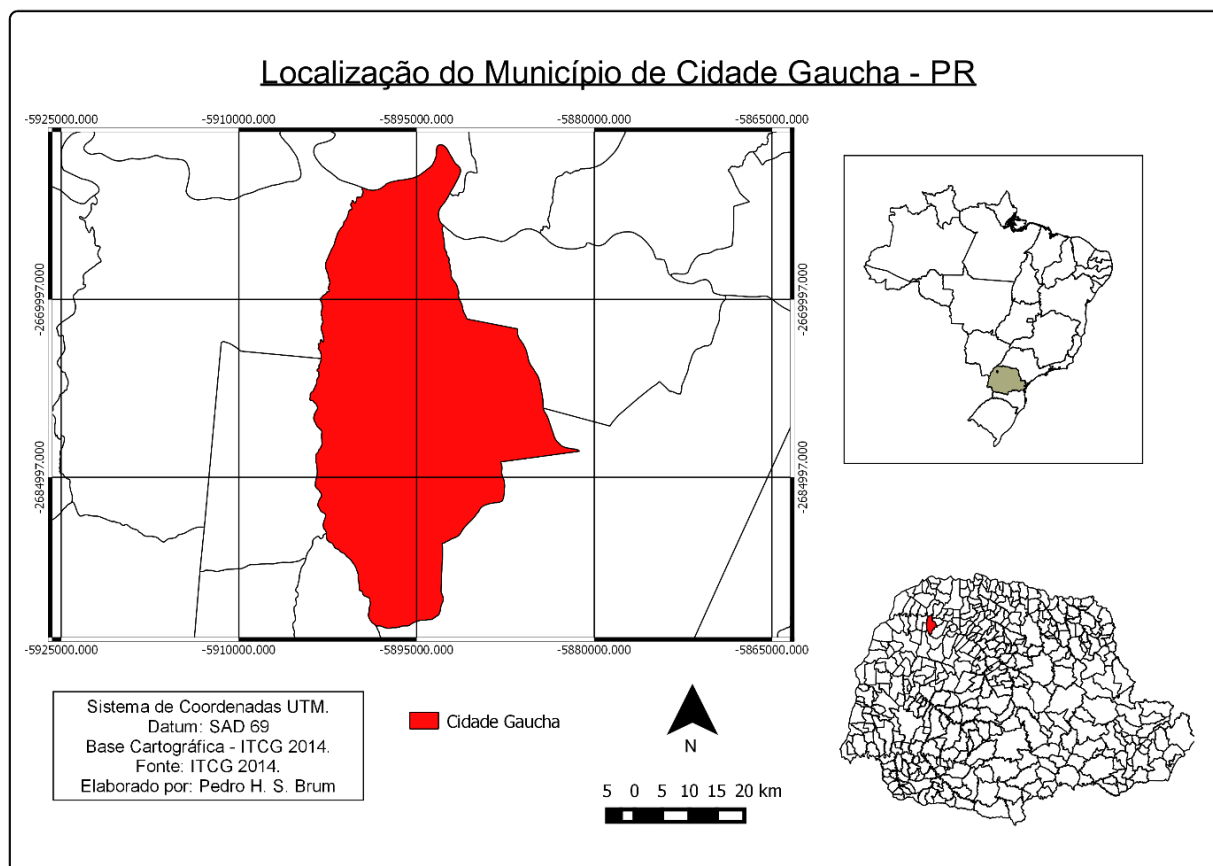 Localização do Município de Cidade Gaucha - PR
-5925000.000 -5910000.000 -5895000.000 -5880000.000 -5865000.000
-2669997.000 -2669997.000
-2684997.000 -2684997.000
-5925000.000 -5910000.000 -5895000.000 -5880000.000 -5865000.000
Sistema de Coordenadas UTM.
Datum: SAD 69
Base Cartográfica - ITCG 2014.
Fonte: ITCG 2014.
Elaborado por: Pedro H. S. Brum
Cidade Gaucha
N
5 0 5 10 15 20 km